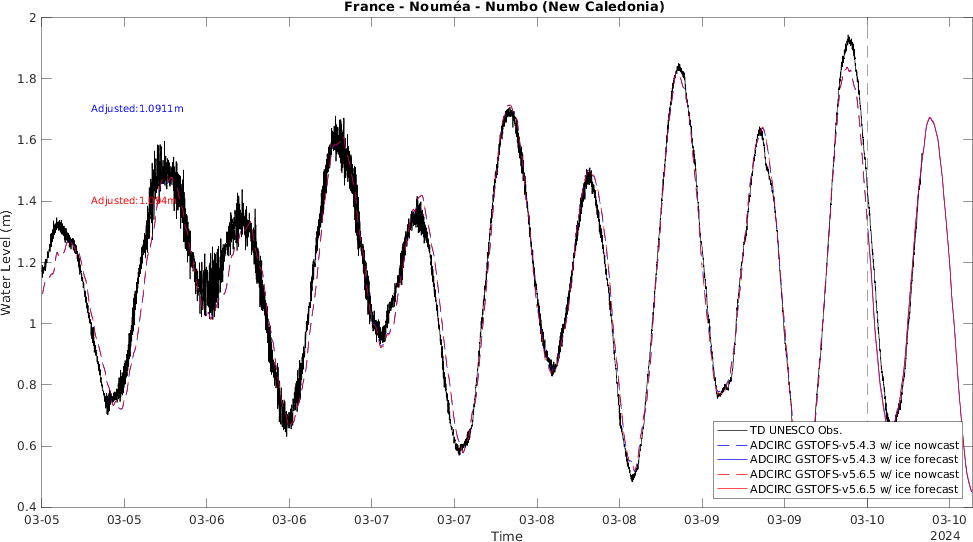 France - Nouméa - Numbo (New Caledonia)
2
1.8
1.6
1.4
1.2
1
0.8
0.6
0.4
Water Level (m)
Adjusted:1.0911m
TD UNESCO Obs.
ADCIRC GSTOFS-v5.4.3 w/ ice nowcast
ADCIRC GSTOFS-v5.4.3 w/ ice forecast
ADCIRC GSTOFS-v5.6.5 w/ ice nowcast
ADCIRC GSTOFS-v5.6.5 w/ ice forecast
03-05 03-05 03-06 03-06 03-07 03-07 03-08 03-08 03-09 03-09 03-10 03-10
2024
Time